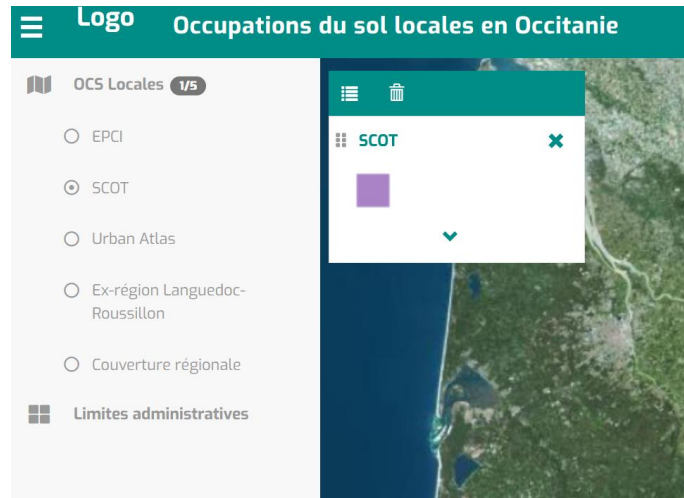 Logo
Occupations du sol locales en Occitanie
OCS Locales 1/5
EPCI
SCOT
Urban Atlas
Ex-région Languedoc-
Roussillon
Couverture régionale
Limites administratives
SCOT